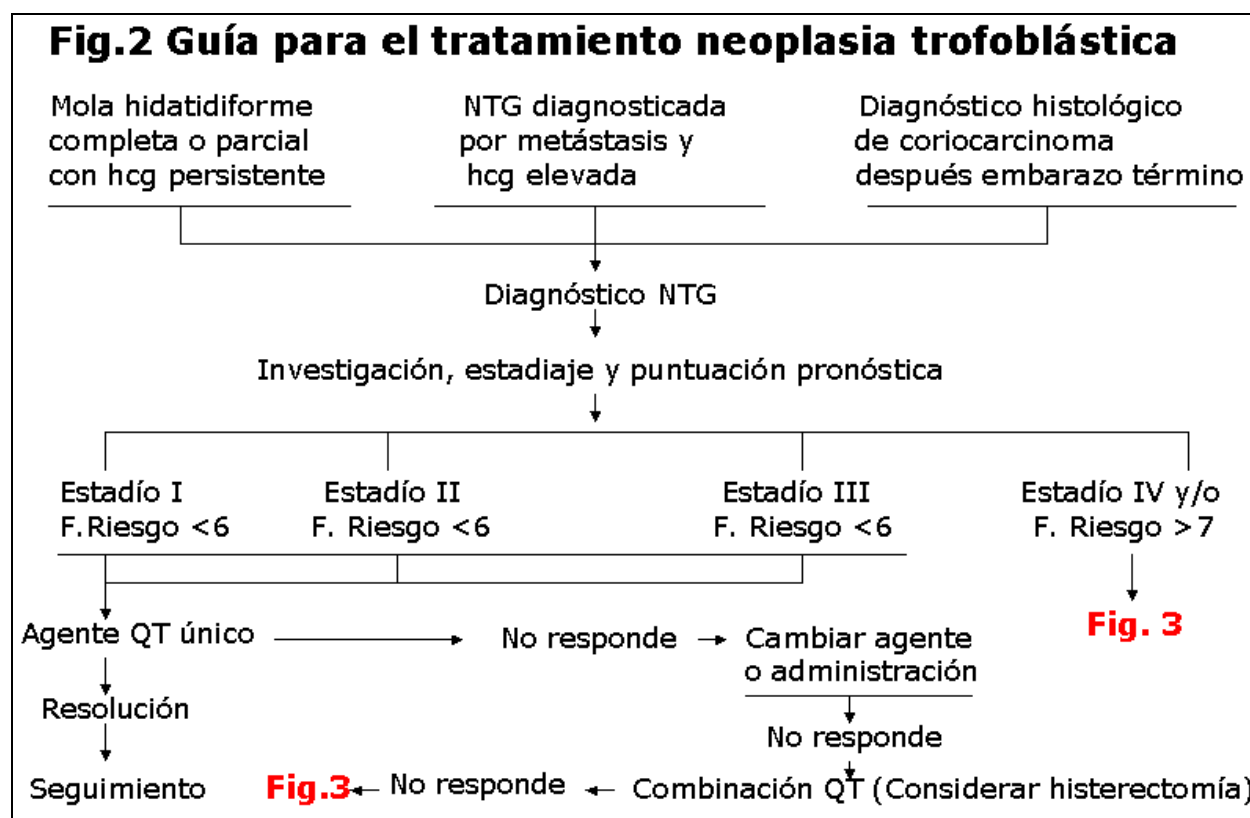 Fig.2 Guía para el tratamiento neoplasia trofoblástica
Mola hidatidiforme
completa o parcial
con hcg persistente
NTG diagnosticada
por metástasis y
hcg elevada
Diagnóstico histológico
de coriocarcinoma
después embarazo término
Diagnóstico NTG
Investigación, estadiaje y puntuación pronóstica
Estadío I
F.Riesgo <6
Estadío II
F. Riesgo <6
Estadío III
F. Riesgo <6
Estadío IV y/o
F. Riesgo >7
Fig. 3
Agente QT único
No responde
Cambiar agente
o administración
Resolución
No responde
Seguimiento
Fig.3
No responde
Combinación QT (Considerar histerectomía)